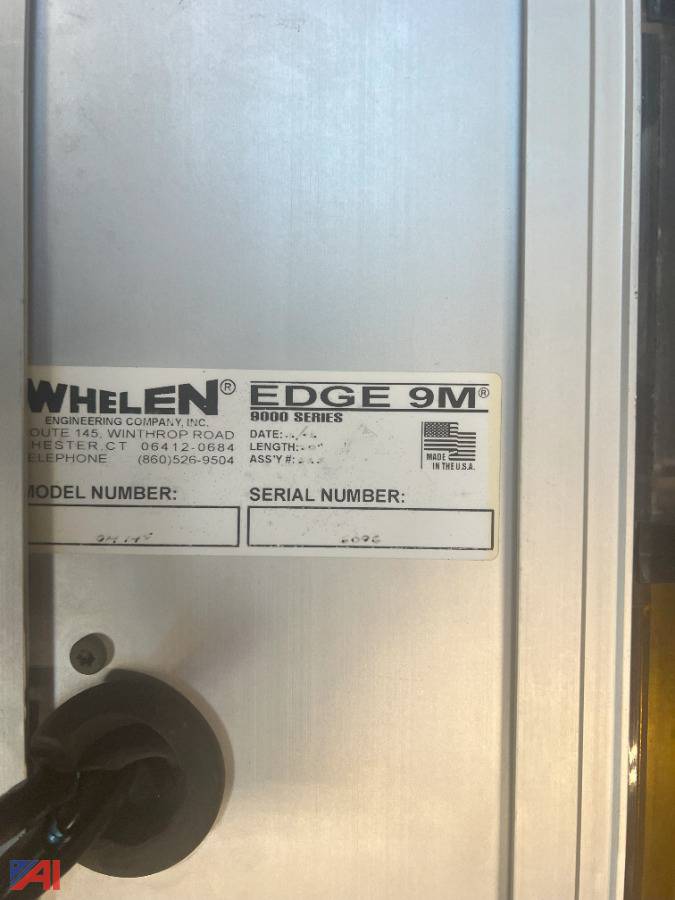 WHELEN®
ENGINEERING COMPANY, INC.
OUTE 145, WINTHROP ROAD
HESTER, CT 06412-0684
ELEPHONE (860)526-9504
EDGE 9M®
9000 SERIES
DATE:
LENGTH:
ASS'Y #:
MADE
IN THE U.S.A.
MODEL NUMBER:
SERIAL NUMBER:
AI